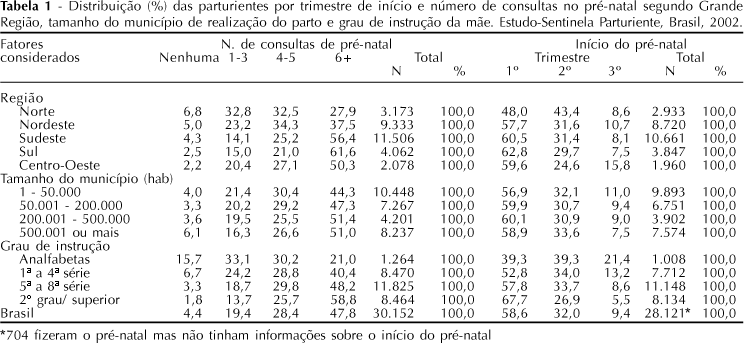 Tabela 1 - Distribuição (%) das parturientes por trimestre de início e número de consultas no pré-natal segundo Grande
Região, tamanho do município de realização do parto e grau de instrução da mãe. Estudo-Sentinela Parturiente, Brasil, 2002.
Fatores N. de consultas de pré-natal Início do pré-natal
considerados Nenhuma 1-3 4-5 6+ Total Trimestre Total
N % 1º 2º 3º N %
Região
Norte 6,8 32,8 32,5 27,9 3.173 100,0 48,0 43,4 8,6 2.933 100,0
Nordeste 5,0 23,2 34,3 37,5 9.333 100,0 57,7 31,6 10,7 8.720 100,0
Sudeste 4,3 14,1 25,2 56,4 11.506 100,0 60,5 31,4 8,1 10.661 100,0
Sul 2,5 15,0 21,0 61,6 4.062 100,0 62,8 29,7 7,5 3.847 100,0
Centro-Oeste 2,2 20,4 27,1 50,3 2.078 100,0 59,6 24,6 15,8 1.960 100,0
Tamanho do município (hab)
1 - 50.000 4,0 21,4 30,4 44,3 10.448 100,0 56,9 32,1 11,0 9.893 100,0
50.001 - 200.000 3,3 20,2 29,2 47,3 7.267 100,0 59,9 30,7 9,4 6.751 100,0
200.001 - 500.000 3,6 19,5 25,5 51,4 4.201 100,0 60,1 30,9 9,0 3.902 100,0
500.001 ou mais 6,1 16,3 26,6 51,0 8.237 100,0 58,9 33,6 7,5 7.574 100,0
Grau de instrução
Analfabetas 15,7 33,1 30,2 21,0 1.264 100,0 39,3 39,3 21,4 1.008 100,0
1ª a 4ª série 6,7 24,2 28,8 40,4 8.470 100,0 52,8 34,0 13,2 7.712 100,0
5ª a 8ª série 3,3 18,7 29,8 48,2 11.825 100,0 57,8 33,7 8,6 11.148 100,0
2º grau/ superior 1,8 13,7 25,7 58,8 8.464 100,0 67,7 26,9 5,5 8.134 100,0
Brasil 4,4 19,4 28,4 47,8 30.152 100,0 58,6 32,0 9,4 28.121* 100,0
*704 fizeram o pré-natal mas não tinham informações sobre o início do pré-natal